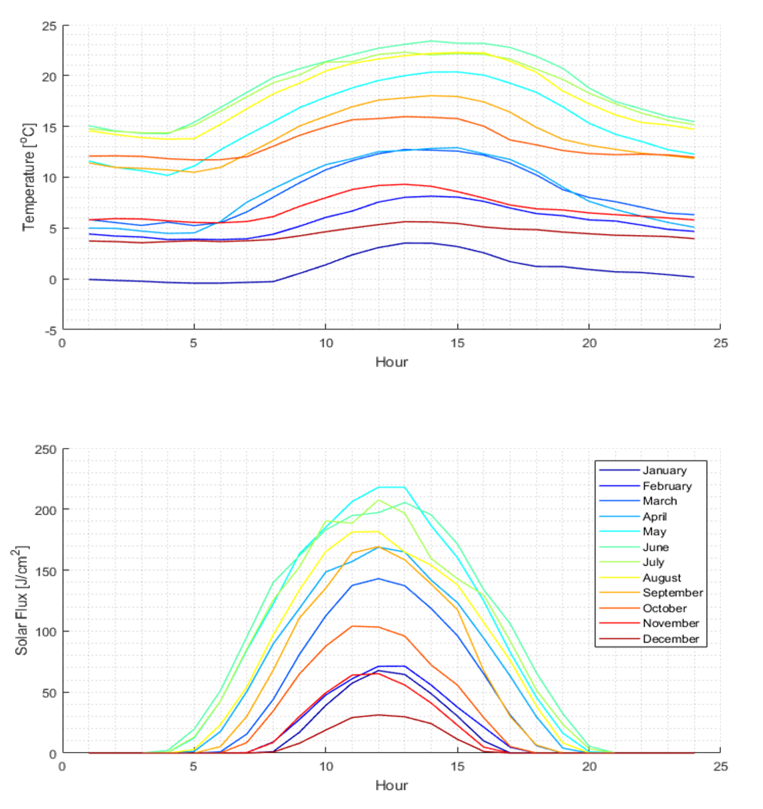 25
20
15
10
5
0
-5
Temperature [°C]
0 5 10 15 20 25
Hour
250
200
150
100
50
0
Solar Flux [J/cm²]
January
February
March
April
May
June
July
August
September
October
November
December
0 5 10 15 20 25
Hour